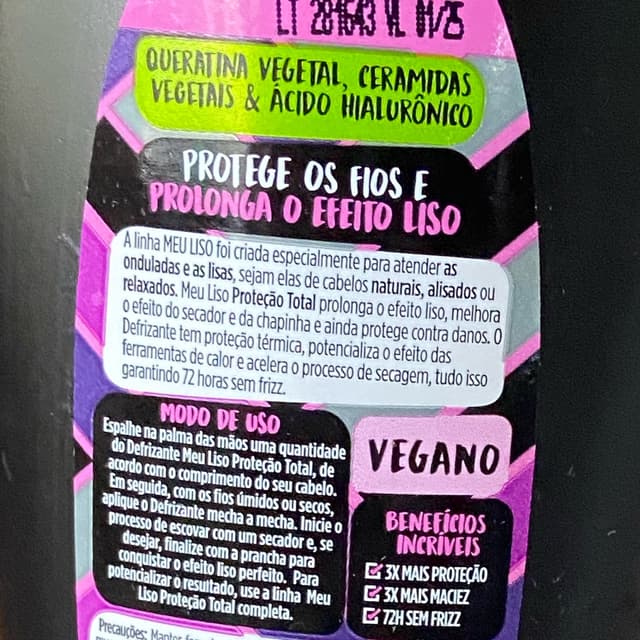 LT 281643 VL 01/25
QUERATINA VEGETAL, CERAMIDAS
VEGETAIS & ÁCIDO HIALURÔNICO
PROTEGE OS FIOS E
PROLONGA O EFEITO LISO
A linha MEU LISO foi criada especialmente para atender as
onduladas e as lisas, sejam elas de cabelos naturais, alisados ou
relaxados. Meu Liso Proteção Total prolonga o efeito liso, melhora
o efeito do secador e da chapinha e ainda protege contra danos. O
Defrizante tem proteção térmica, potencializa o efeito das
ferramentas de calor e acelera o processo de secagem, tudo isso
garantindo 72 horas sem frizz.
MODO DE USO
Espalhe na palma das mãos uma quantidade
do Defrizante Meu Liso Proteção Total, de
acordo com o comprimento do seu cabelo.
Em seguida, com os fios úmidos ou secos,
aplique o Defrizante mecha a mecha. Inicie o
processo de escovar com um secador e, se
desejar, finalize com a prancha para
conquistar o efeito liso perfeito. Para
potencializar o resultado, use a linha Meu
Liso Proteção Total completa.
VEGANO
BENEFÍCIOS
INCRÍVEIS
3X MAIS PROTEÇÃO
3X MAIS MACIEZ
72H SEM FRIZZ
Precauções: